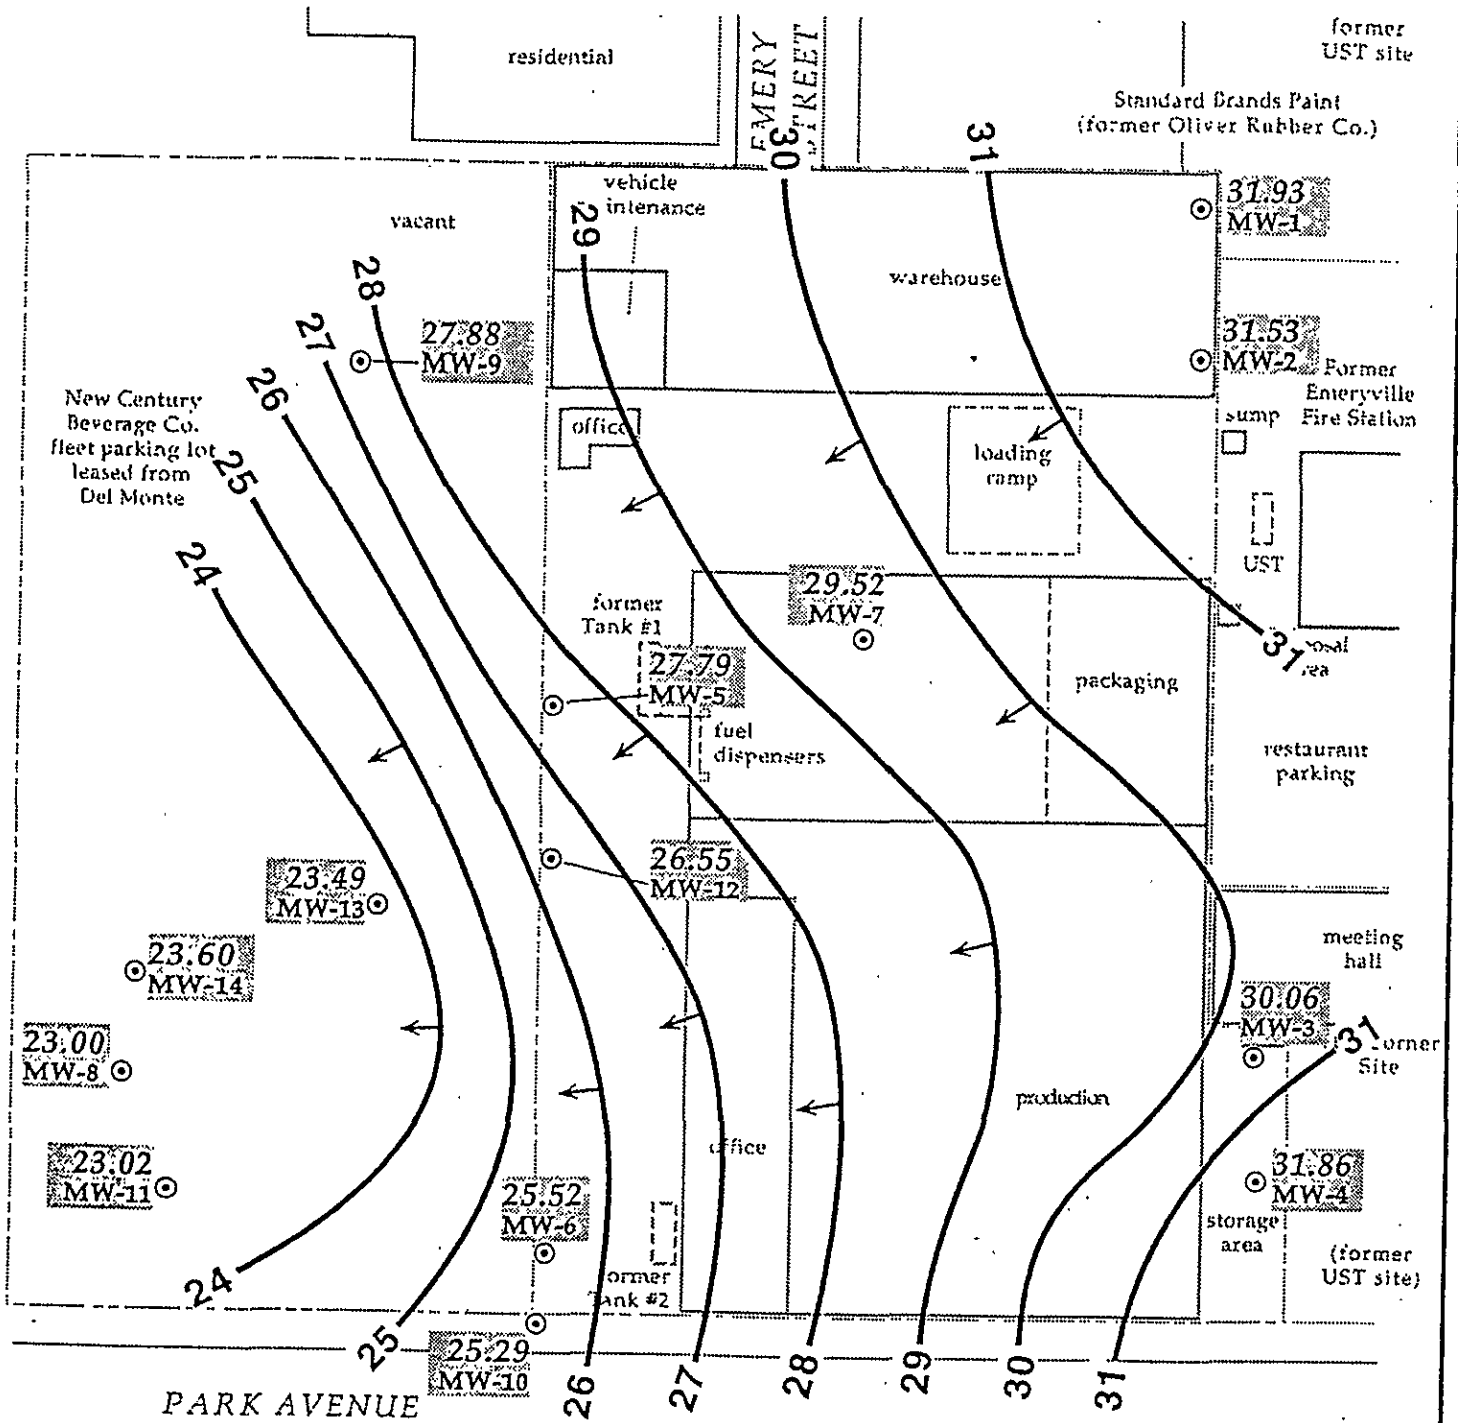 residential
EMERY
STREET
former
UST site
Standard Brands Paint
(former Oliver Rubber Co.)
30
31
vehicle
intenance
vacant
29
31.93
MW-1
warehouse
28
27
27.88
MW-9
31.53
MW-2
Former
Emeryville
Fire Station
26
New Century
Beverage Co.
fleet parking lot
leased from
Del Monte
office
sump
loading
ramp
25
UST
24
former
Tank #1
29.52
MW-7
31
osal
rea
27.79
MW-5
packaging
fuel
dispensers
restaurant
parking
26.55
MW-12
23.49
MW-13
meeting
hall
23.60
MW-14
30.06
MW-3
31
orner
Site
23.00
MW-8
production
office
23.02
MW-11
25.52
MW-6
31.86
MW-4
storage
area
(former
UST site)
24
ormer
Tank #2
25
25.29
MW-10
26
27
28
29
30
31
PARK AVENUE